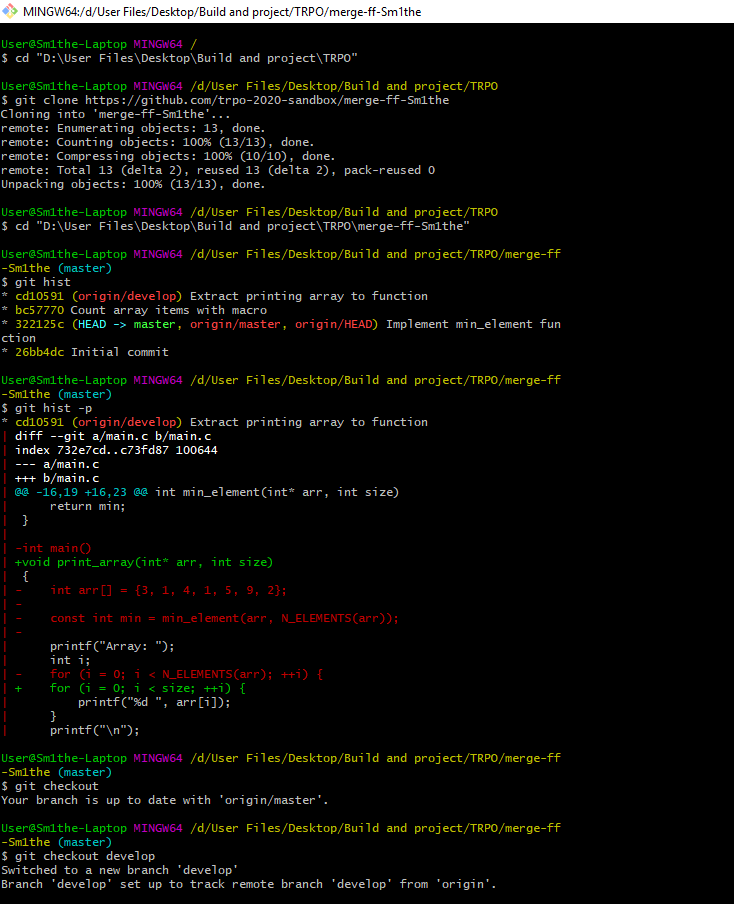 MINGW64:/d/User Files/Desktop/Build and project/TRPO/merge-ff-Sm1the
User@Sm1the-Laptop MINGW64 /
$ cd "D:\User Files\Desktop\Build and project\TRPO"
User@Sm1the-Laptop MINGW64 /d/User Files/Desktop/Build and project/TRPO
$ git clone https://github.com/trpo-2020-sandbox/merge-ff-Sm1the
Cloning into 'merge-ff-Sm1the'...
remote: Enumerating objects: 13, done.
remote: Counting objects: 100% (13/13), done.
remote: Compressing objects: 100% (10/10), done.
remote: Total 13 (delta 2), reused 13 (delta 2), pack-reused 0
Unpacking objects: 100% (13/13), done.
User@Sm1the-Laptop MINGW64 /d/User Files/Desktop/Build and project/TRPO
$ cd "D:\User Files\Desktop\Build and project\TRPO\merge-ff-Sm1the"
User@Sm1the-Laptop MINGW64 /d/User Files/Desktop/Build and project/TRPO/merge-ff
-Sm1the (master)
$ git hist
* cd10591 (origin/develop) Extract printing array to function
* bc57770 Count array items with macro
* 322125c (HEAD -> master, origin/master, origin/HEAD) Implement min_element fun
ction
* 26bb4dc Initial commit
User@Sm1the-Laptop MINGW64 /d/User Files/Desktop/Build and project/TRPO/merge-ff
-Sm1the (master)
$ git hist -p
* cd10591 (origin/develop) Extract printing array to function
| diff --git a/main.c b/main.c
| index 732e7cd..c73fd87 100644
| --- a/main.c
| +++ b/main.c
| @@ -16,19 +16,23 @@ int min_element(int* arr, int size)
|      return min;
|  }
|
| -int main()
| +void print_array(int* arr, int size)
|  {
| -    int arr[] = {3, 1, 4, 1, 5, 9, 2};
| -
| -    const int min = min_element(arr, N_ELEMENTS(arr));
| -
|      printf("Array: ");
|      int i;
| -    for (i = 0; i < N_ELEMENTS(arr); ++i) {
| +    for (i = 0; i < size; ++i) {
|          printf("%d ", arr[i]);
|      }
|      printf("\n");
User@Sm1the-Laptop MINGW64 /d/User Files/Desktop/Build and project/TRPO/merge-ff
-Sm1the (master)
$ git checkout
Your branch is up to date with 'origin/master'.
User@Sm1the-Laptop MINGW64 /d/User Files/Desktop/Build and project/TRPO/merge-ff
-Sm1the (master)
$ git checkout develop
Switched to a new branch 'develop'
Branch 'develop' set up to track remote branch 'develop' from 'origin'.